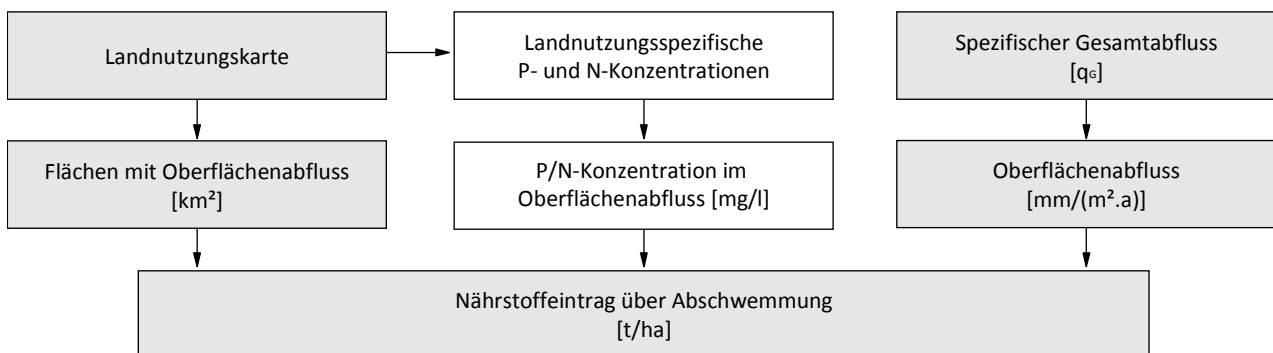 Landnutzungskarte
Landnutzungsspezifische
P- und N-Konzentrationen
Spezifischer Gesamtabfluss
[qG]
Flächen mit Oberflächenabfluss
[km²]
P/N-Konzentration im
Oberflächenabfluss [mg/l]
Oberflächenabfluss
[mm/(m².a)]
Nährstoffeintrag über Abschwemmung
[t/ha]